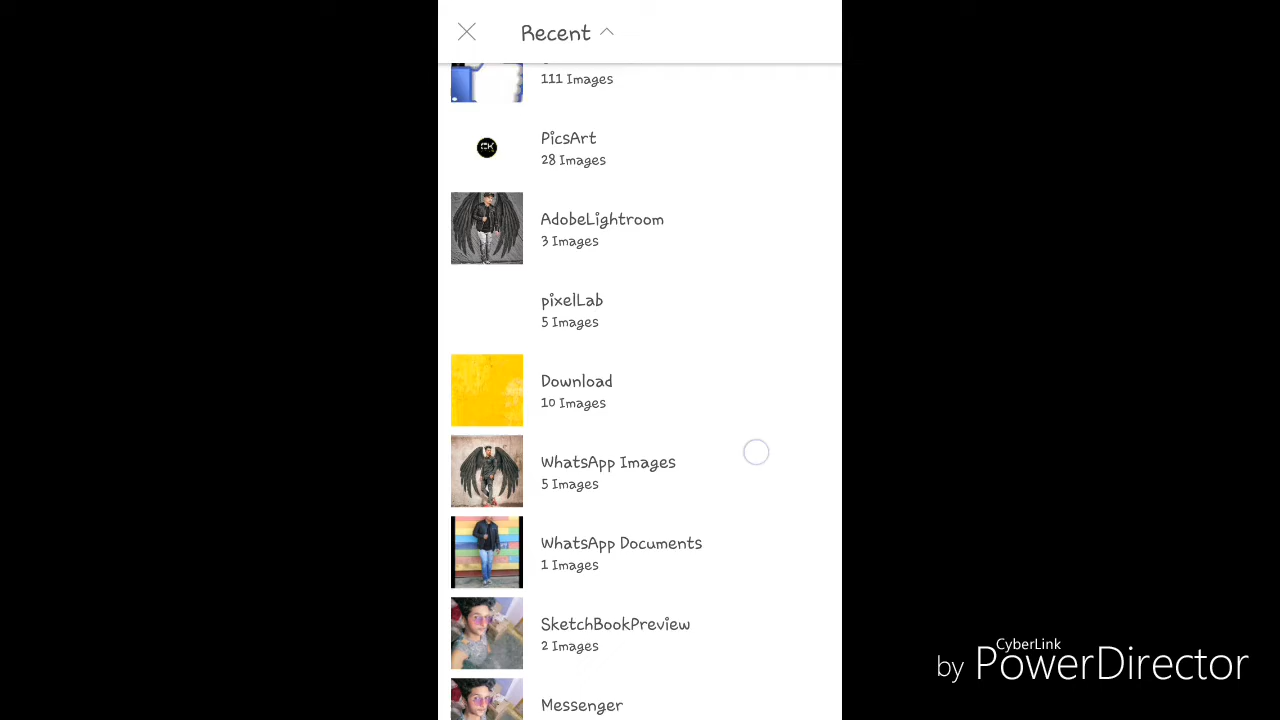 Recent
111 Images
PicsArt
28 Images
AdobeLightroom
3 Images
pixelLab
5 Images
Download
10 Images
WhatsApp Images
5 Images
WhatsApp Documents
1 Images
SketchBookPreview
2 Images
Messenger
CyberLink
by PowerDirector